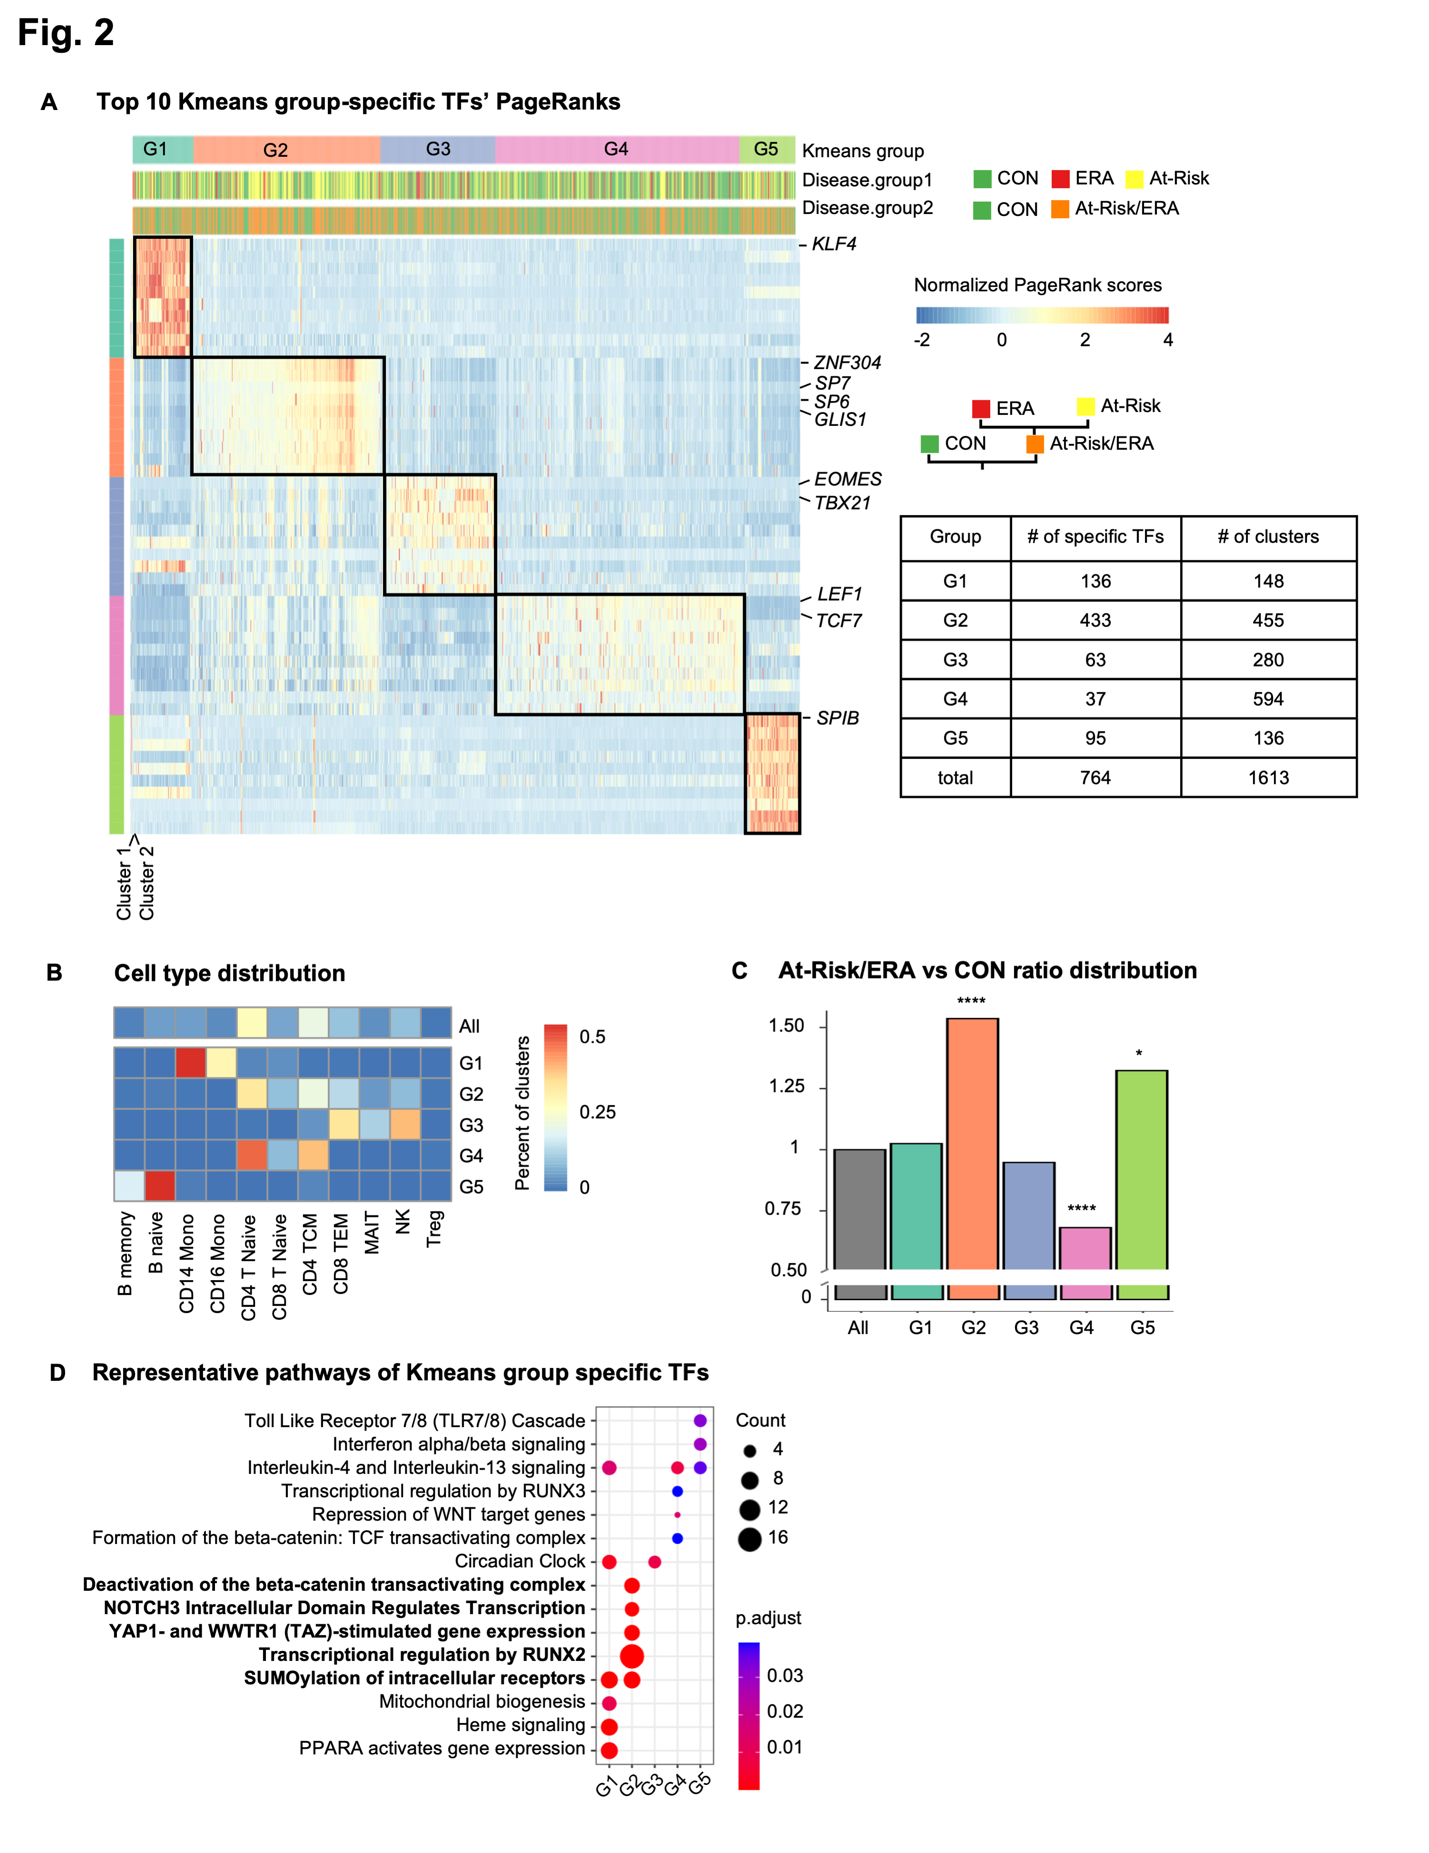 Fig. 2
A Top 10 Kmeans group-specific TFs' PageRanks
G1 G2 G3 G4 G5 Kmeans group
Disease.group1 CON ERA At-Risk
Disease.group2 CON At-Risk/ERA
KLF4
ZNF304
SP7
SP6
GLIS1
EOMES
TBX21
LEF1
TCF7
SPIB
Cluster 1
Cluster 2
Normalized PageRank scores
-2 0 2 4
ERA At-Risk
CON At-Risk/ERA
Group # of specific TFs # of clusters
G1 136 148
G2 433 455
G3 63 280
G4 37 594
G5 95 136
total 764 1613
B Cell type distribution
All
G1
G2
G3
G4
G5
B memory
B naive
CD14 Mono
CD16 Mono
CD4 T Naive
CD8 T Naive
CD4 TCM
CD8 TEM
MAIT
NK
Treg
Percent of clusters
0.5
0.25
0
C At-Risk/ERA vs CON ratio distribution
****
*
****
1.50
1.25
1
0.75
0.50
0
All G1 G2 G3 G4 G5
D Representative pathways of Kmeans group specific TFs
Toll Like Receptor 7/8 (TLR7/8) Cascade
Interferon alpha/beta signaling
Interleukin-4 and Interleukin-13 signaling
Transcriptional regulation by RUNX3
Repression of WNT target genes
Formation of the beta-catenin: TCF transactivating complex
Circadian Clock
Deactivation of the beta-catenin transactivating complex
NOTCH3 Intracellular Domain Regulates Transcription
YAP1- and WWTR1 (TAZ)-stimulated gene expression
Transcriptional regulation by RUNX2
SUMOylation of intracellular receptors
Mitochondrial biogenesis
Heme signaling
PPARA activates gene expression
G1 G2 G3 G4 G5
Count
4
8
12
16
p.adjust
0.03
0.02
0.01